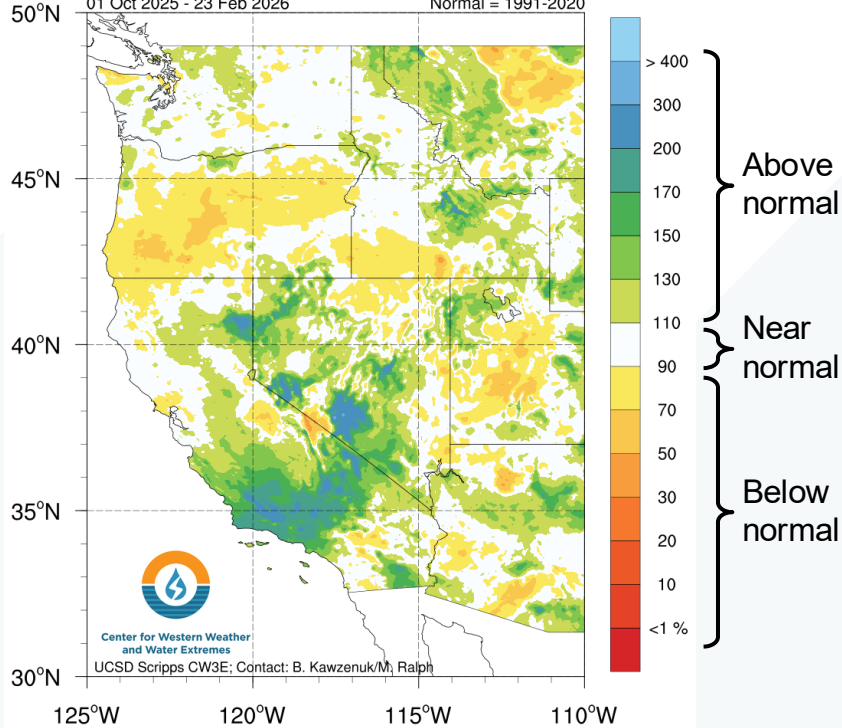 01 Oct 2025 - 23 Feb 2026 Normal = 1991-2020
50°N
45°N
40°N
35°N
30°N
125°W 120°W 115°W 110°W
> 400
300
200
170
150
130
110
90
70
50
30
20
10
<1 %
Above
normal
Near
normal
Below
normal
Center for Western Weather
and Water Extremes
UCSD Scripps CW3E; Contact: B. Kawzenuk/M. Ralph